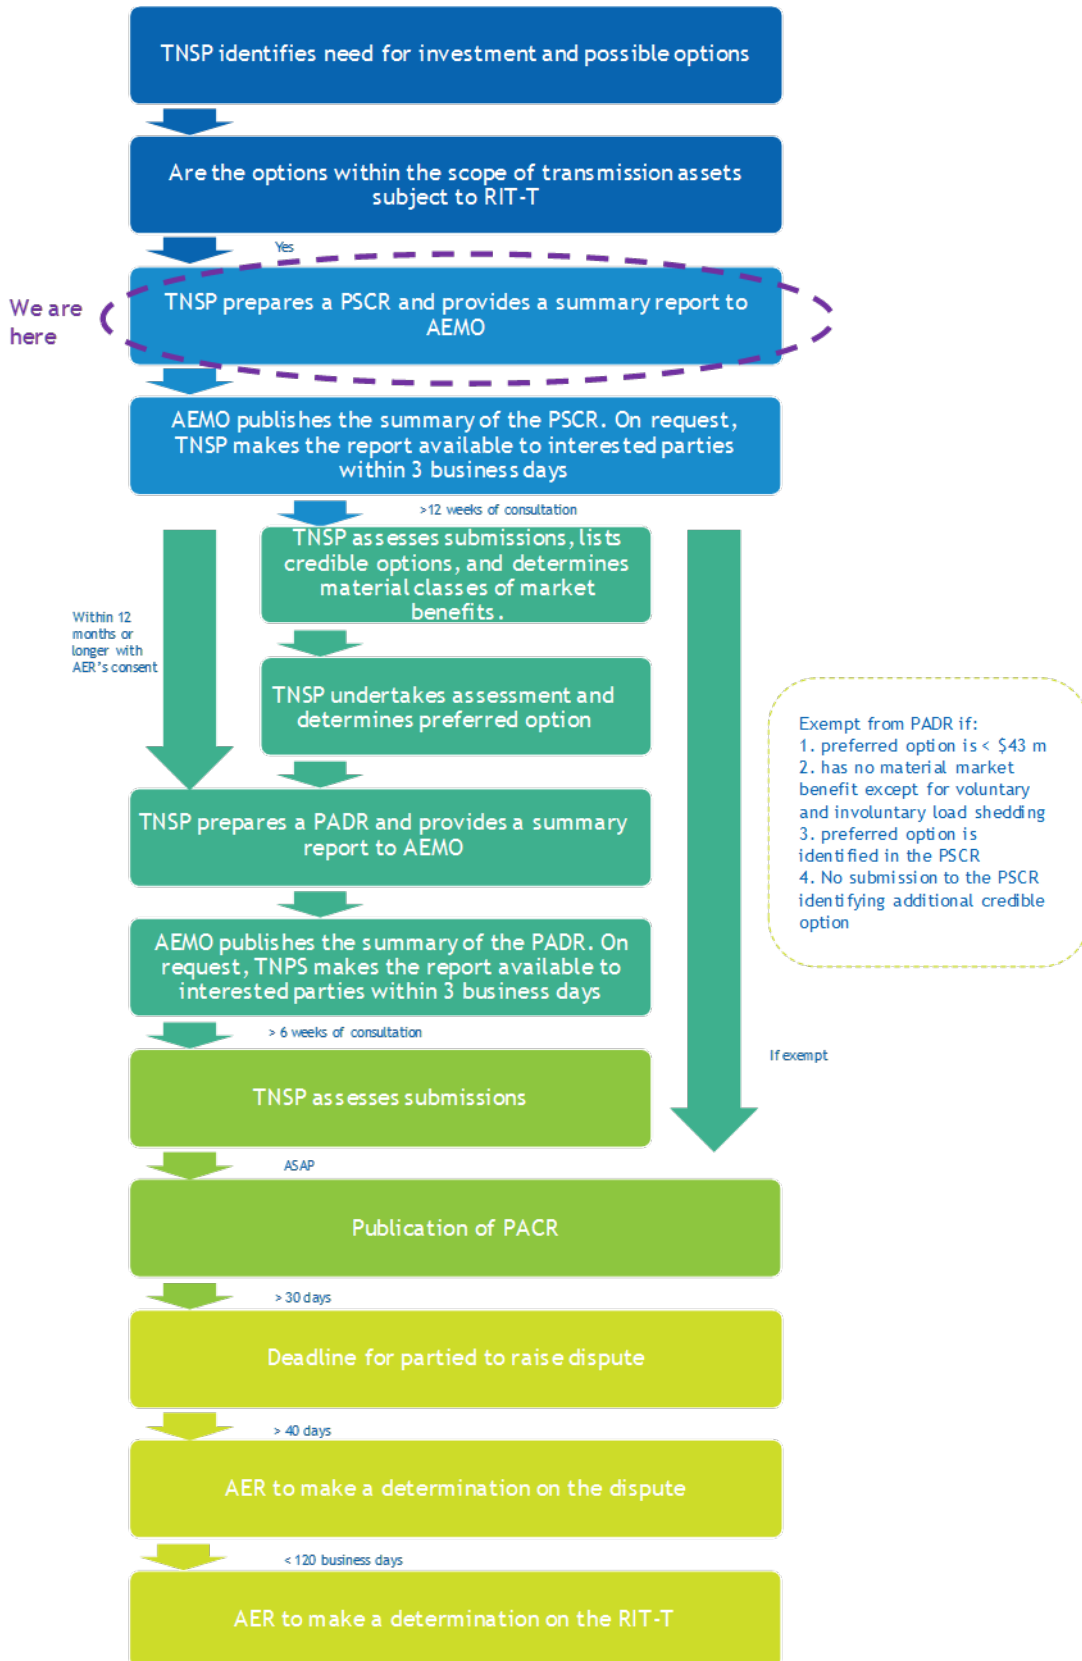 TNSP identifies need for investment and possible options
Are the options within the scope of transmission assets
subject to RIT-T
Yes
We are
here
TNSP prepares a PSCR and provides a summary report to
AEMO
AEMO publishes the summary of the PSCR. On request,
TNSP makes the report available to interested parties
within 3 business days
>12 weeks of consultation
TNSP assesses submissions, lists
credible options, and determines
material classes of market
benefits.
Within 12
months or
longer with
AER's consent
TNSP undertakes assessment and
determines preferred option
Exempt from PADR if:
1. preferred option is < $43 m
2. has no material market
benefit except for voluntary
and involuntary load shedding
3. preferred option is
identified in the PSCR
4. No submission to the PSCR
identifying additional credible
option
TNSP prepares a PADR and provides a summary
report to AEMO
AEMO publishes the summary of the PADR. On
request, TNPS makes the report available to
interested parties within 3 business days
> 6 weeks of consultation
If exempt
TNSP assesses submissions
ASAP
Publication of PACR
> 30 days
Deadline for partied to raise dispute
> 40 days
AER to make a determination on the dispute
< 120 business days
AER to make a determination on the RIT-T